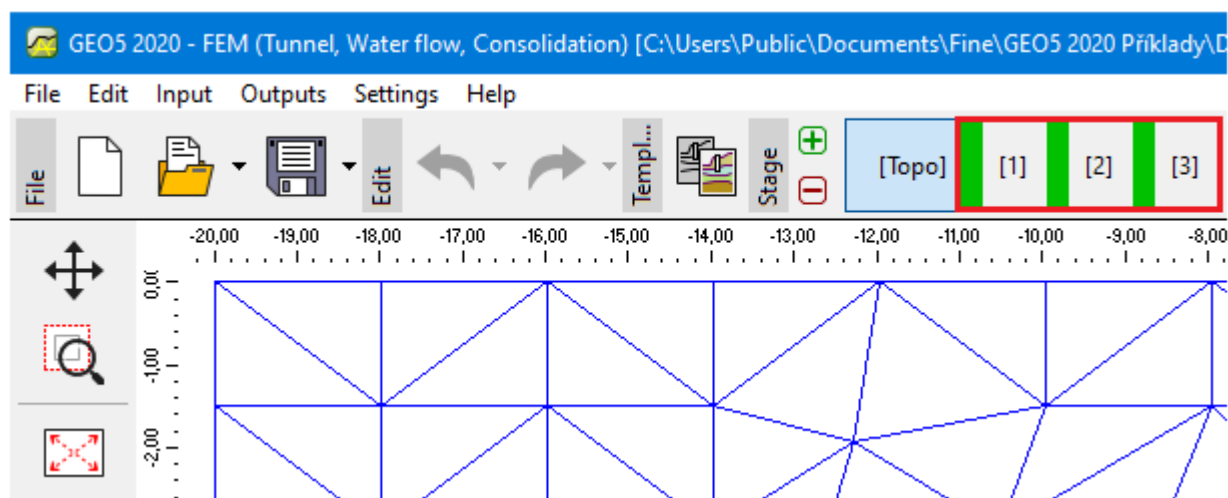 GEO5 2020 - FEM (Tunnel, Water flow, Consolidation) [C:\Users\Public\Documents\Fine\GEO5 2020 Příklady\D
File Edit Input Outputs Settings Help
File Edit Templ... Stage [Topo] [1] [2] [3]
-20,00 -19,00 -18,00 -17,00 -16,00 -15,00 -14,00 -13,00 -12,00 -11,00 -10,00 -9,00 -8,00
0,00
-1,00
-2,00